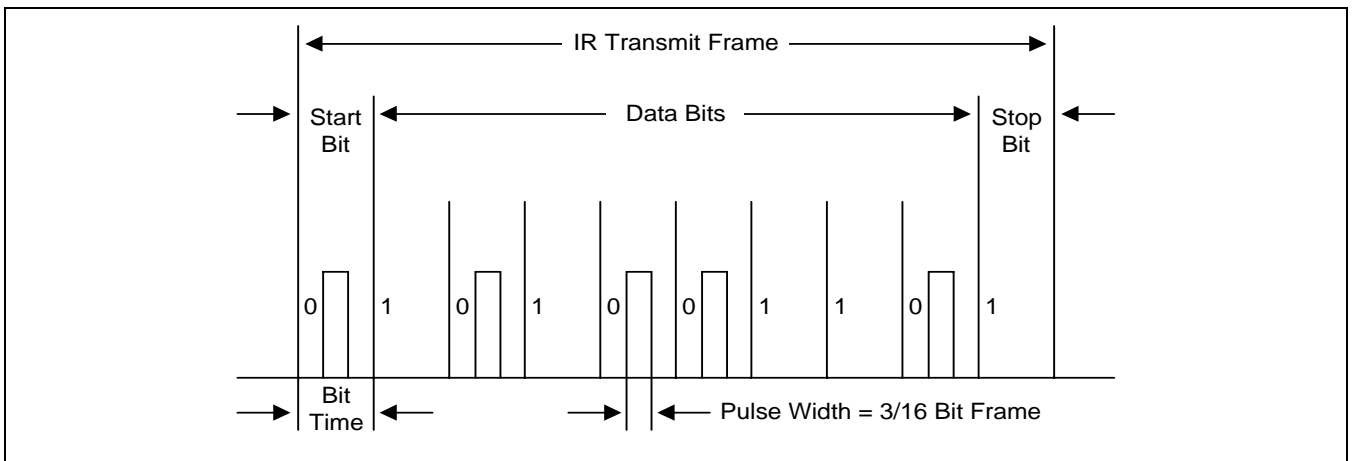 IR Transmit Frame
Start Bit
Data Bits
Stop Bit
0 1 0 1 0 0 1 1 0 1
Bit Time
Pulse Width = 3/16 Bit Frame